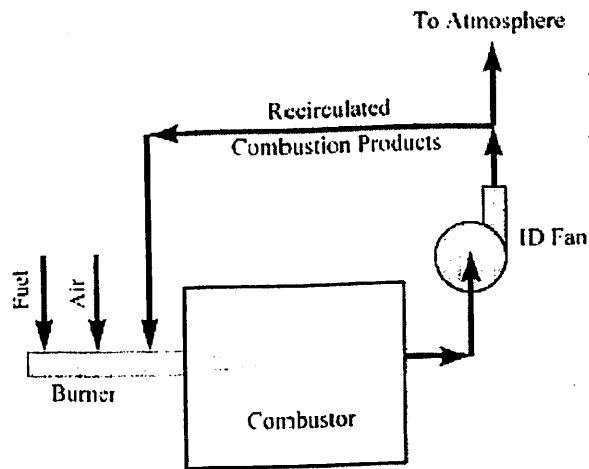 To Atmosphere
Recirculated
Combustion Products
ID Fan
Fuel
Air
Burner
Combustor